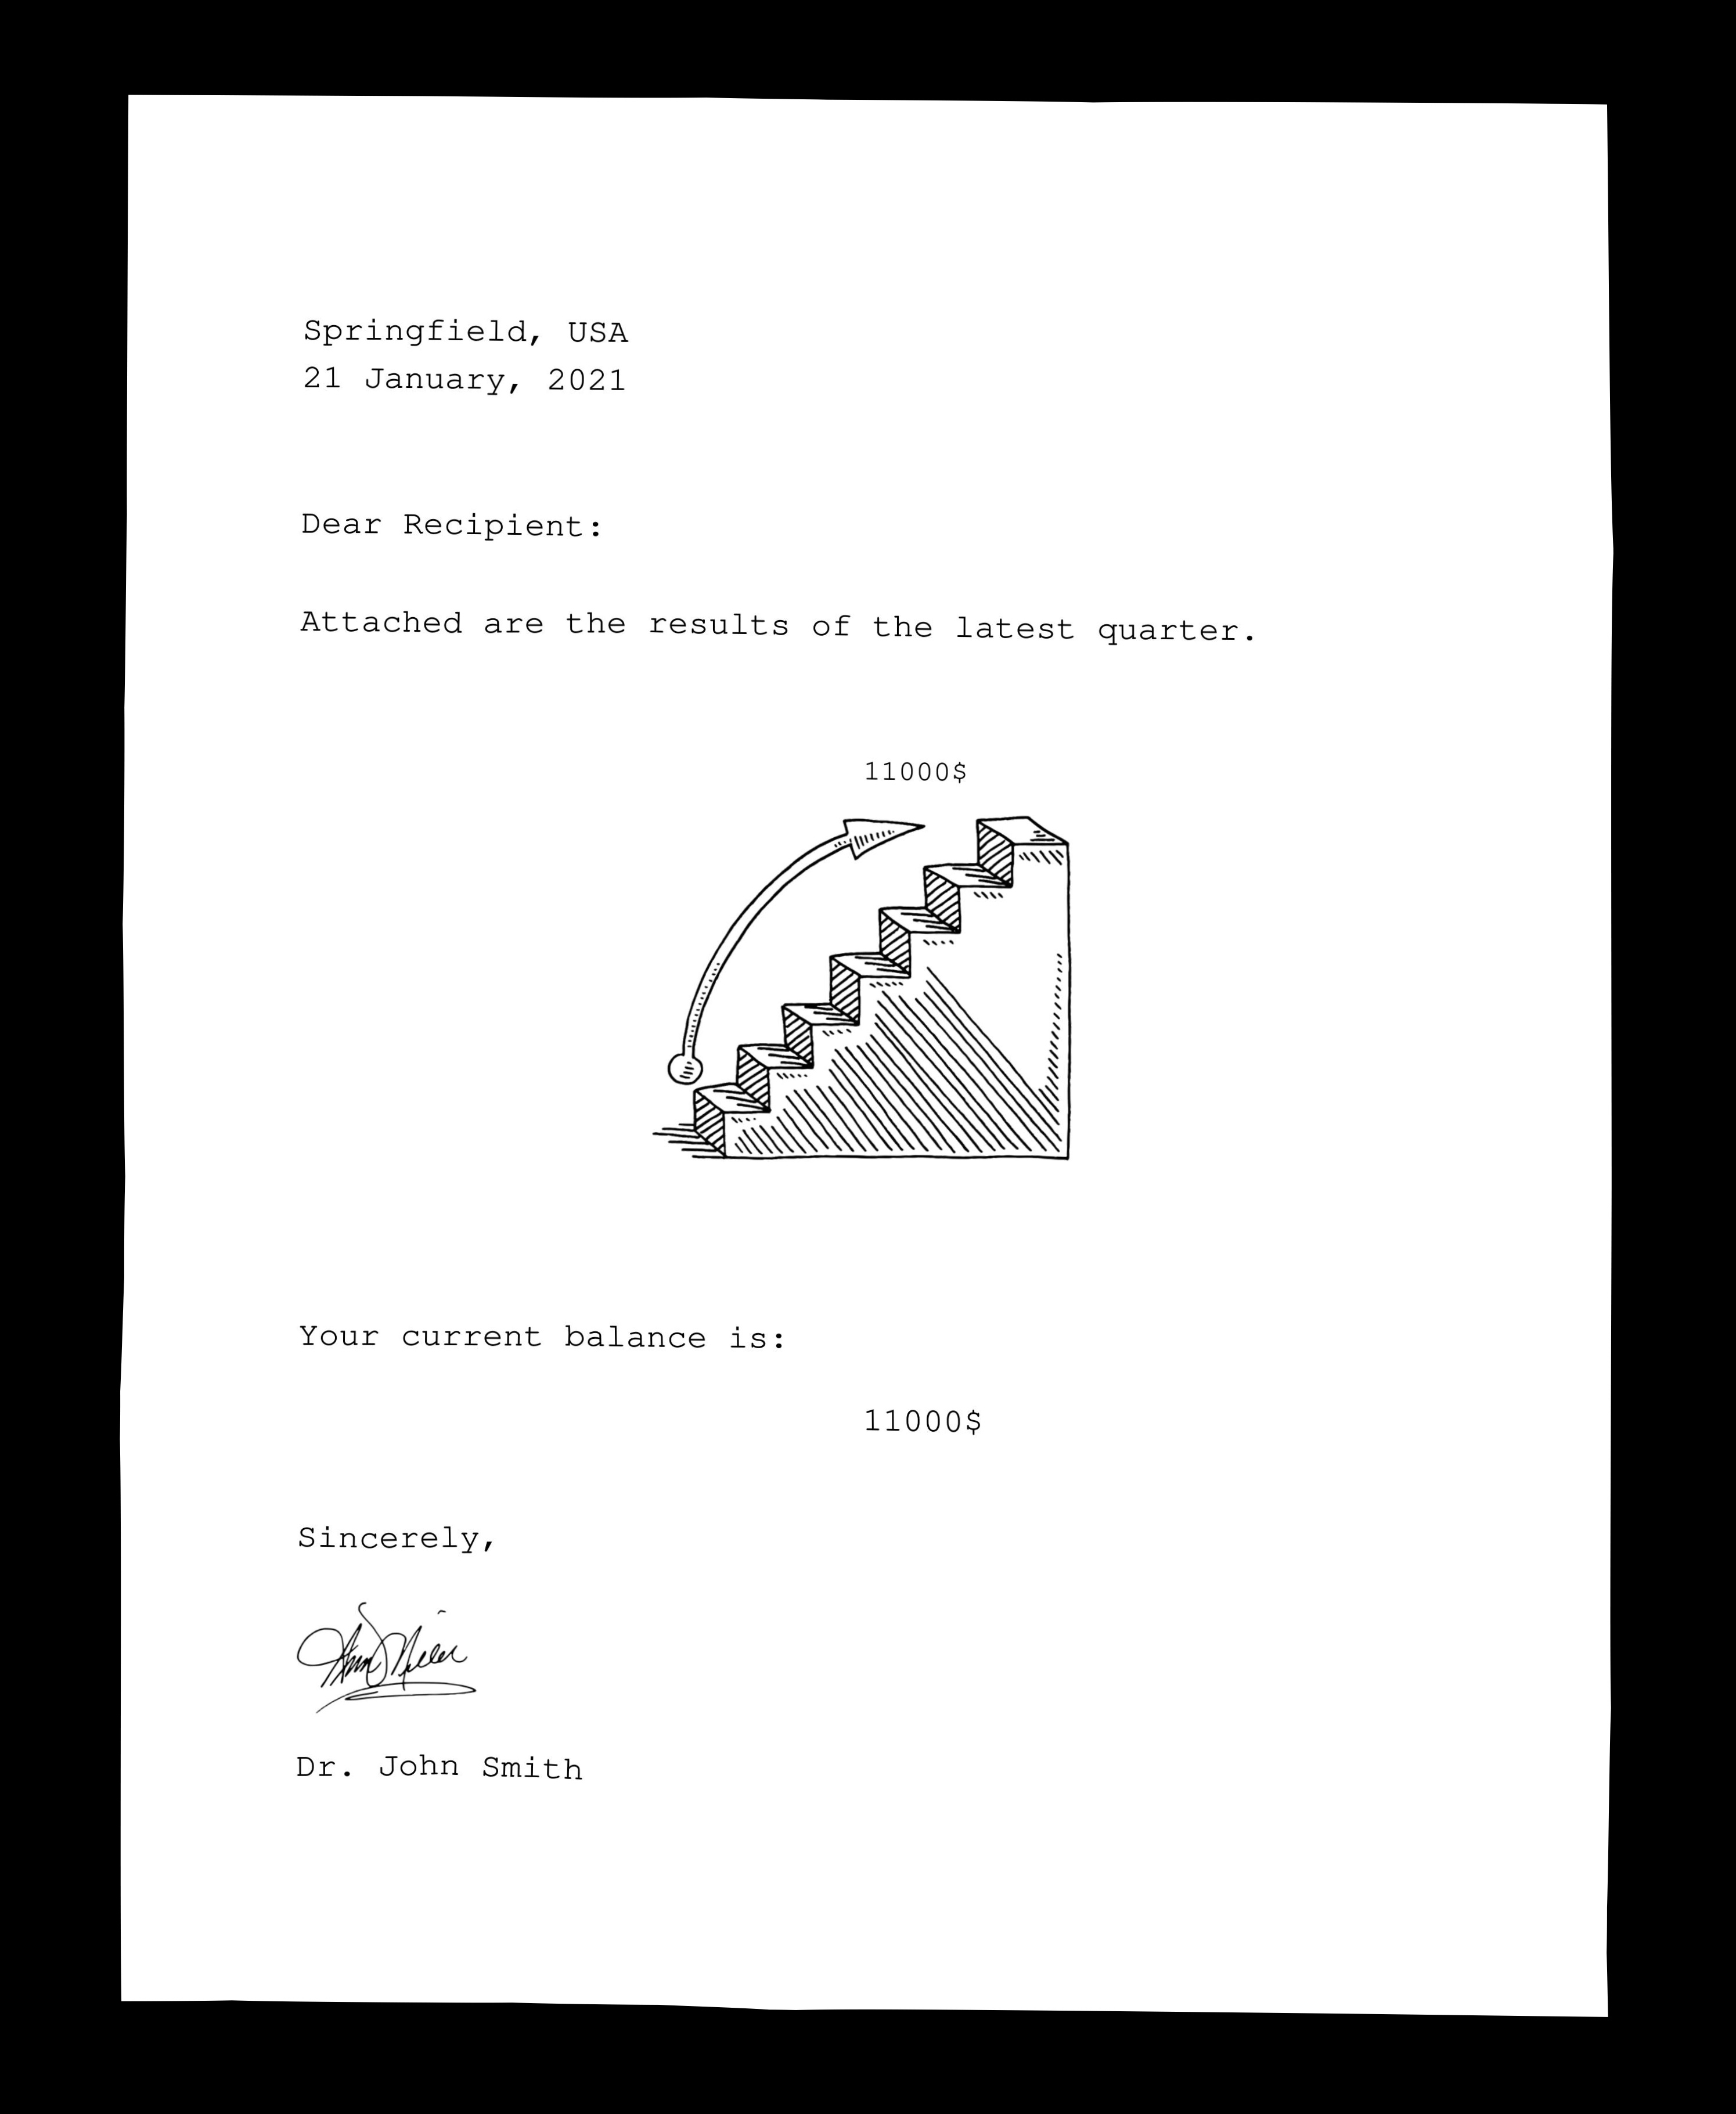 Springfield, USA
21 January, 2021
Dear Recipient:
Attached are the results of the latest quarter.
11000$
Your current balance is:
11000$
Sincerely,
Dr. John Smith